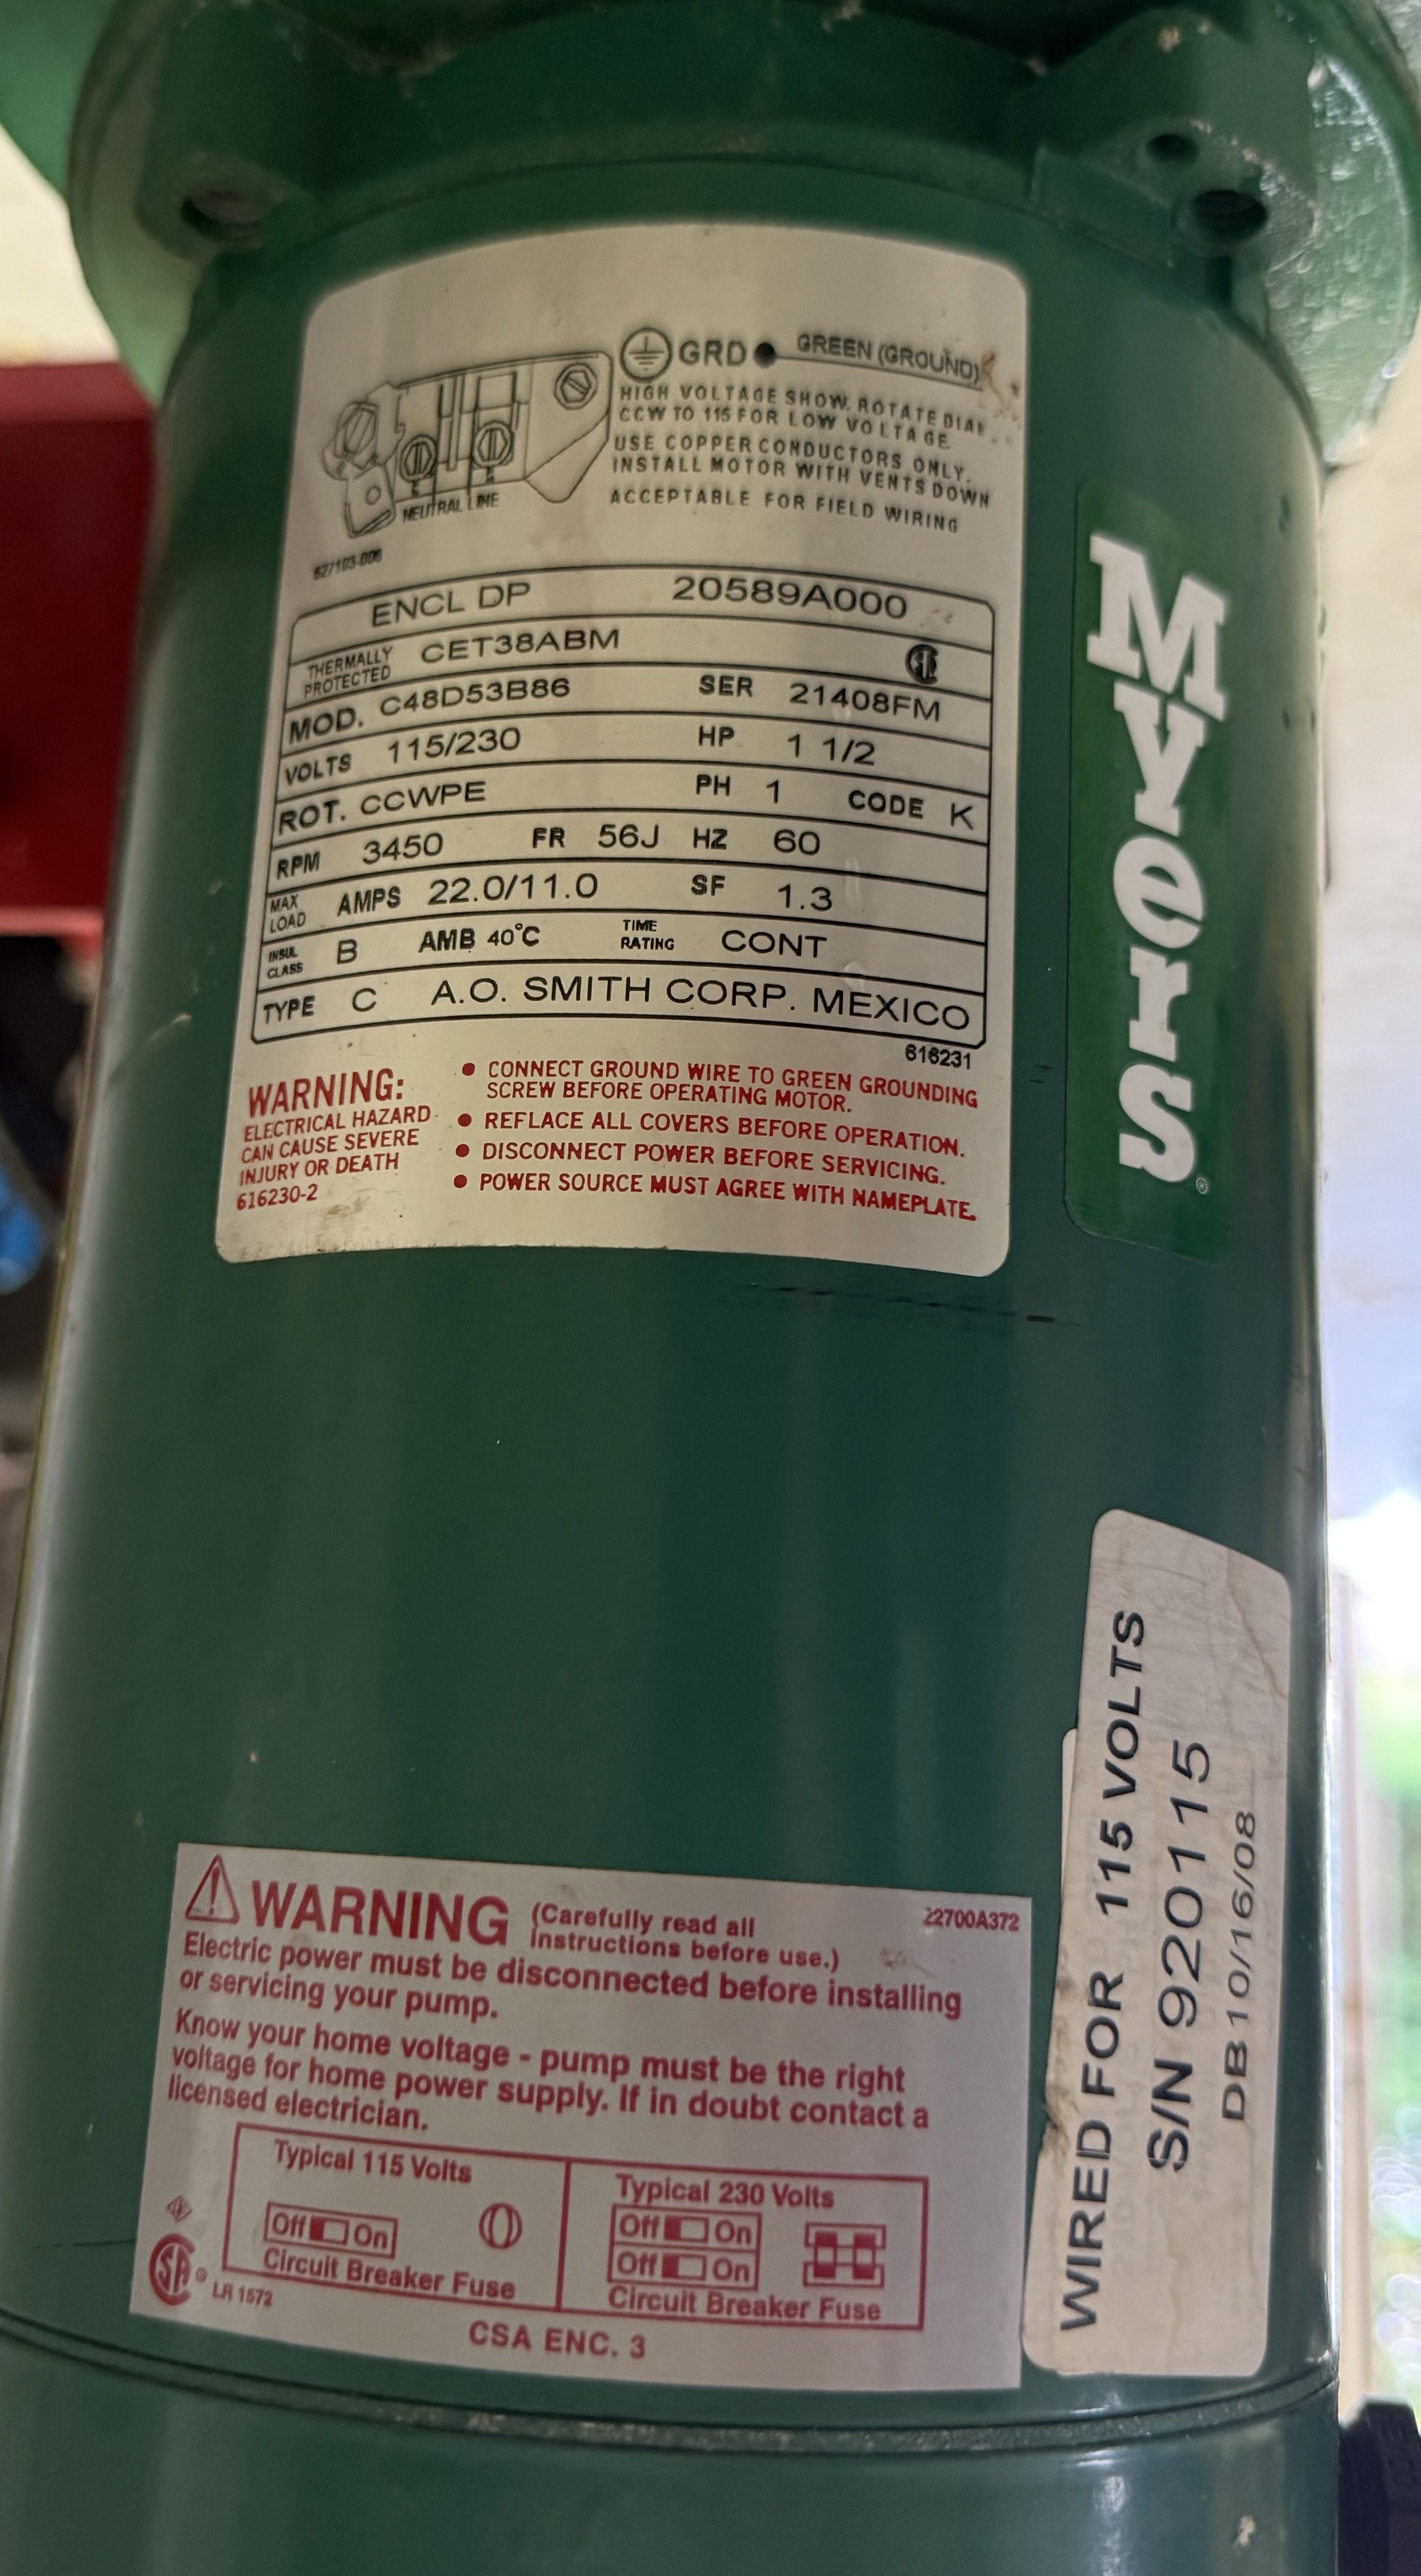 GRD GREEN (GROUND)
HIGH VOLTAGE SHOW. ROTATE DIAL
CCW TO 115 FOR LOW VOLTAGE
USE COPPER CONDUCTORS ONLY.
INSTALL MOTOR WITH VENTS DOWN
ACCEPTABLE FOR FIELD WIRING
NEUTRAL LINE
627103-006
ENCL DP 20589A000
THERMALLY
PROTECTED CET38ABM
MOD. C48D53B86 SER 21408FM
VOLTS 115/230 HP 1 1/2
ROT. CCWPE PH 1 CODE K
RPM 3450 FR 56J HZ 60
MAX
LOAD AMPS 22.0/11.0 SF 1.3
INSUL
CLASS B AMB 40°C TIME
RATING CONT
TYPE C A.O. SMITH CORP. MEXICO
616231
WARNING:
ELECTRICAL HAZARD
CAN CAUSE SEVERE
INJURY OR DEATH
616230-2
• CONNECT GROUND WIRE TO GREEN GROUNDING
SCREW BEFORE OPERATING MOTOR.
• REFLACE ALL COVERS BEFORE OPERATION.
• DISCONNECT POWER BEFORE SERVICING.
• POWER SOURCE MUST AGREE WITH NAMEPLATE.
Myers®
WARNING (Carefully read all
instructions before use.)
22700A372
Electric power must be disconnected before installing
or servicing your pump.
Know your home voltage - pump must be the right
voltage for home power supply. If in doubt contact a
licensed electrician.
Typical 115 Volts
Off On
Circuit Breaker Fuse
Typical 230 Volts
Off On
Off On
Circuit Breaker Fuse
SA® LR 1572
CSA ENC. 3
WIRED FOR 115 VOLTS
S/N 920115
DB10/16/08